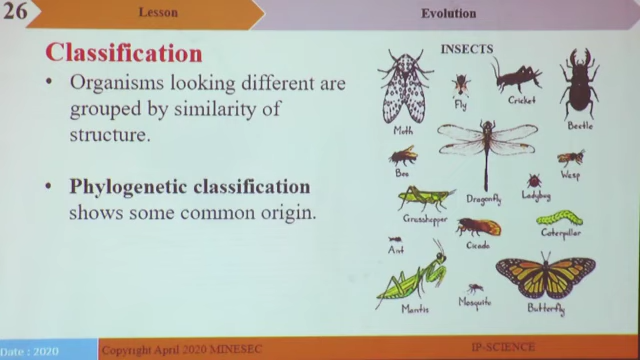 26
Lesson
Evolution
Classification
• Organisms looking different are
grouped by similarity of
structure.
• Phylogenetic classification
shows some common origin.
INSECTS
Moth
Fly
Cricket
Beetle
Bee
Dragonfly
Wasp
Ladybug
Grasshopper
Cicada
Caterpillar
Ant
Mantis
Mosquito
Butterfly
Date : 2020
Copyright April 2020 MINESEC
IP-SCIENCE